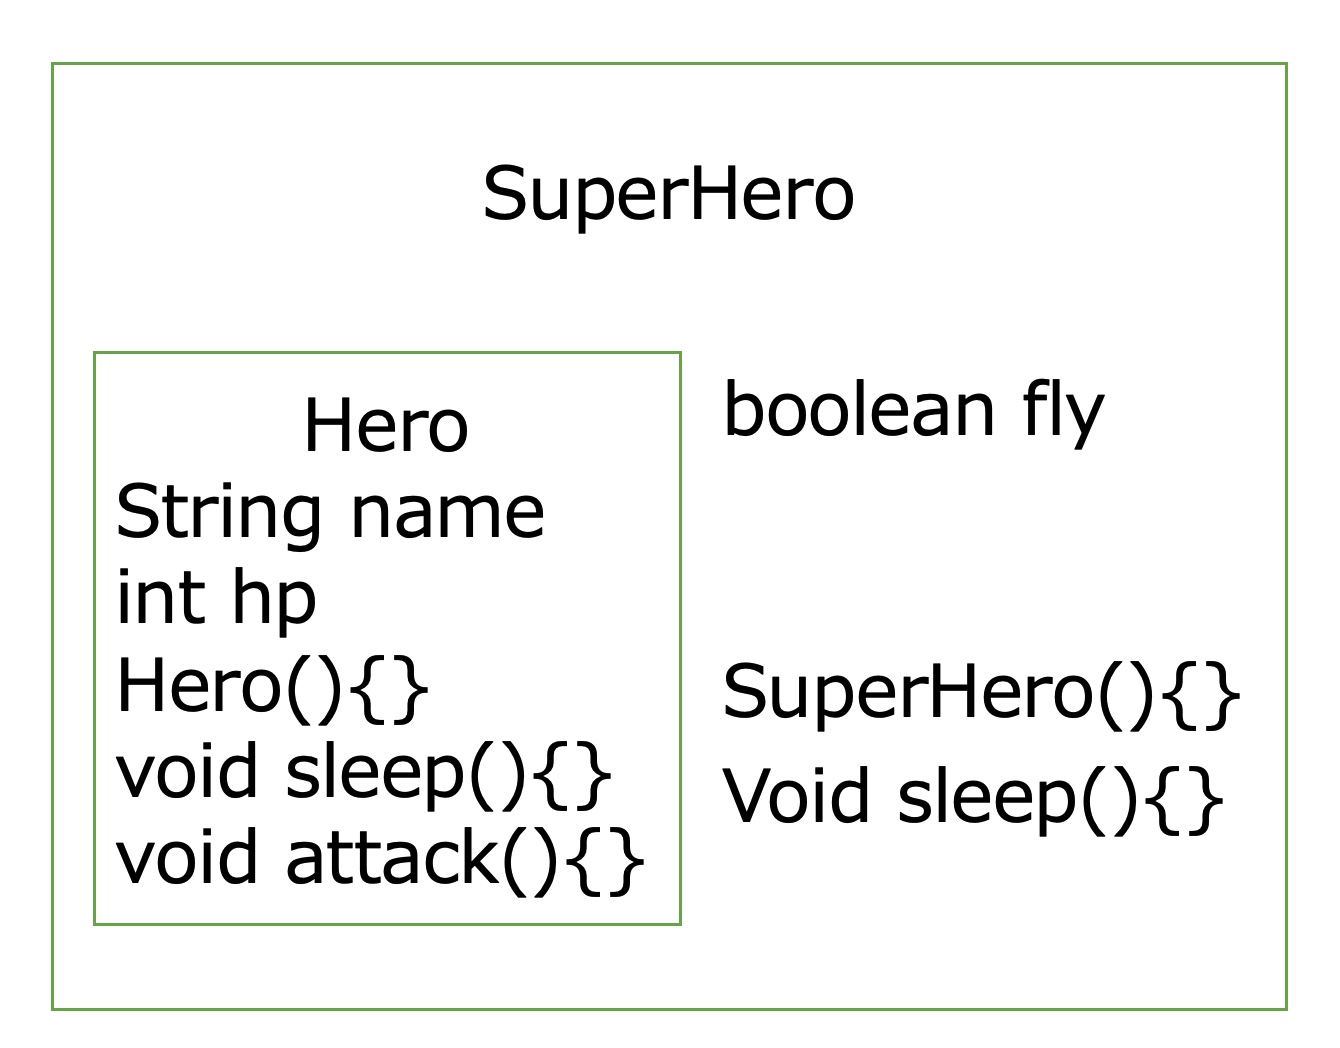 SuperHero
Hero
String name
int hp
Hero(){}
void sleep(){}
void attack(){}
boolean fly
SuperHero(){}
Void sleep(){}